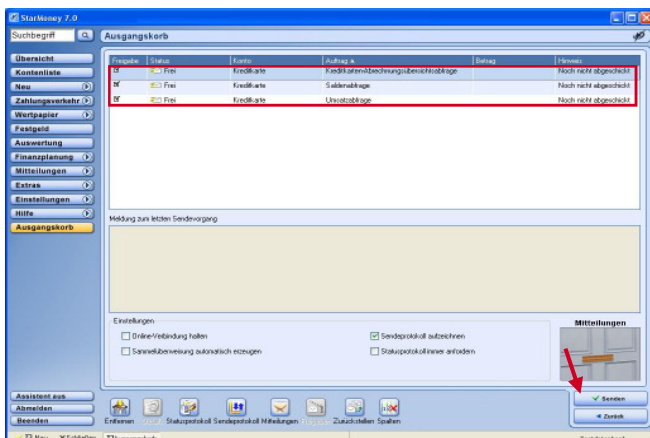 StarMoney 7.0
Suchbegriff
Ausgangskorb
Übersicht
Kontenliste
Neu
Zahlungsverkehr
Wertpapier
Festgeld
Auswertung
Finanzplanung
Mitteilungen
Extras
Einstellungen
Hilfe
Ausgangskorb
Freigabe Status Konto Auftrag Betrag Hinweis
Frei Kreditkarte Kreditkarten-Abrechnungsübersichtsabfrage Noch nicht abgeschickt
Frei Kreditkarte Saldenabfrage Noch nicht abgeschickt
Frei Kreditkarte Umsatzabfrage Noch nicht abgeschickt
Meldung zum letzten Sendevorgang
Einstellungen
Online-Verbindung halten
Sendeprotokoll aufzeichnen
Sammelüberweisung automatisch erzeugen
Statusprotokoll immer anfordern
Mitteilungen
Senden
Zurück
Assistent aus
Abmelden
Beenden
Entfernen Statusprotokoll Sendeprotokoll Mitteilungen Zurückstellen Spalten